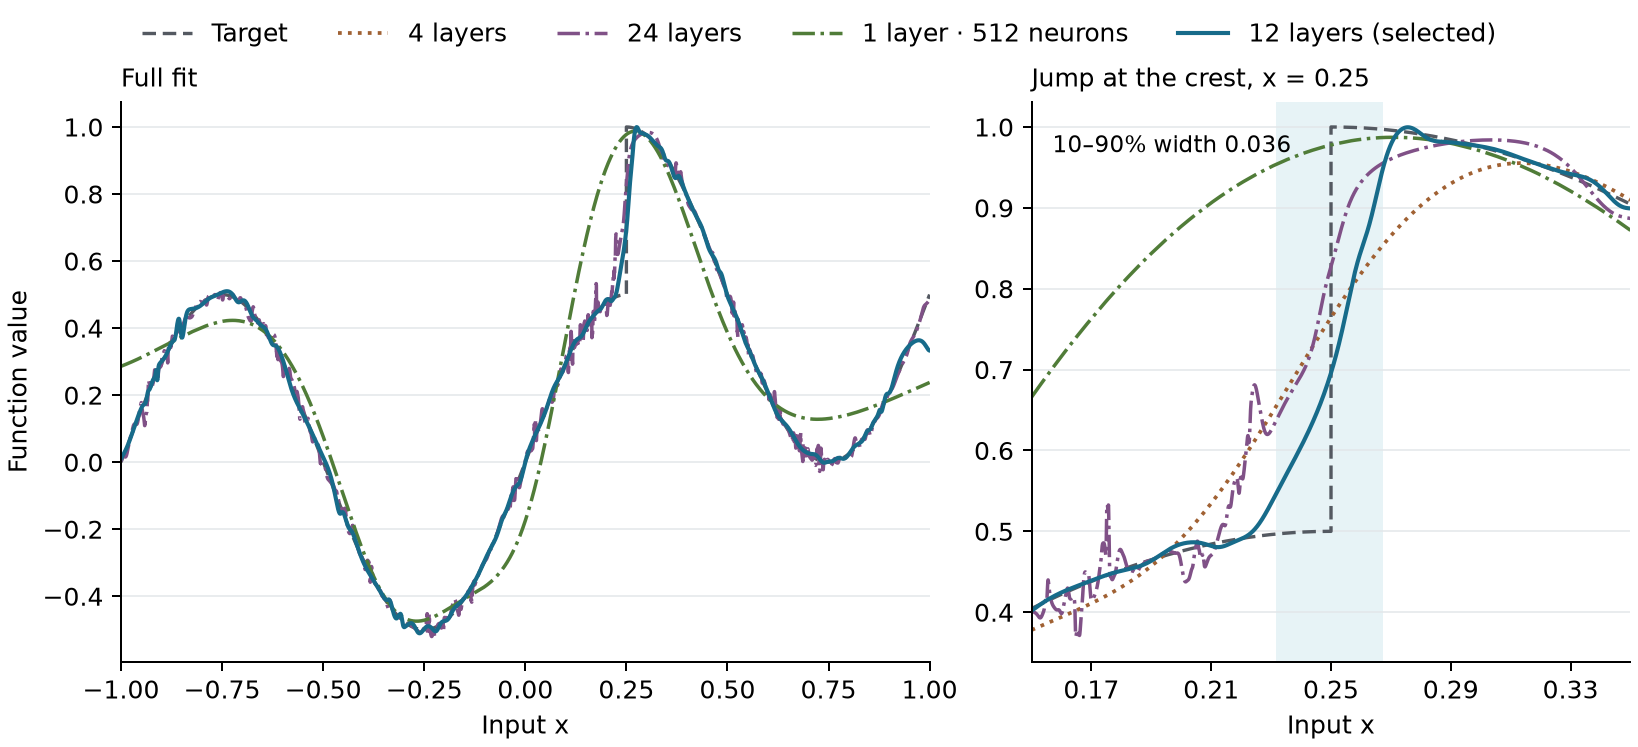 Target 4 layers 24 layers 1 layer · 512 neurons 12 layers (selected)
Full fit
Function value
1.0
0.8
0.6
0.4
0.2
0.0
−0.2
−0.4
−1.00 −0.75 −0.50 −0.25 0.00 0.25 0.50 0.75 1.00
Input x
Jump at the crest, x = 0.25
10–90% width 0.036
1.0
0.9
0.8
0.7
0.6
0.5
0.4
0.17 0.21 0.25 0.29 0.33
Input x